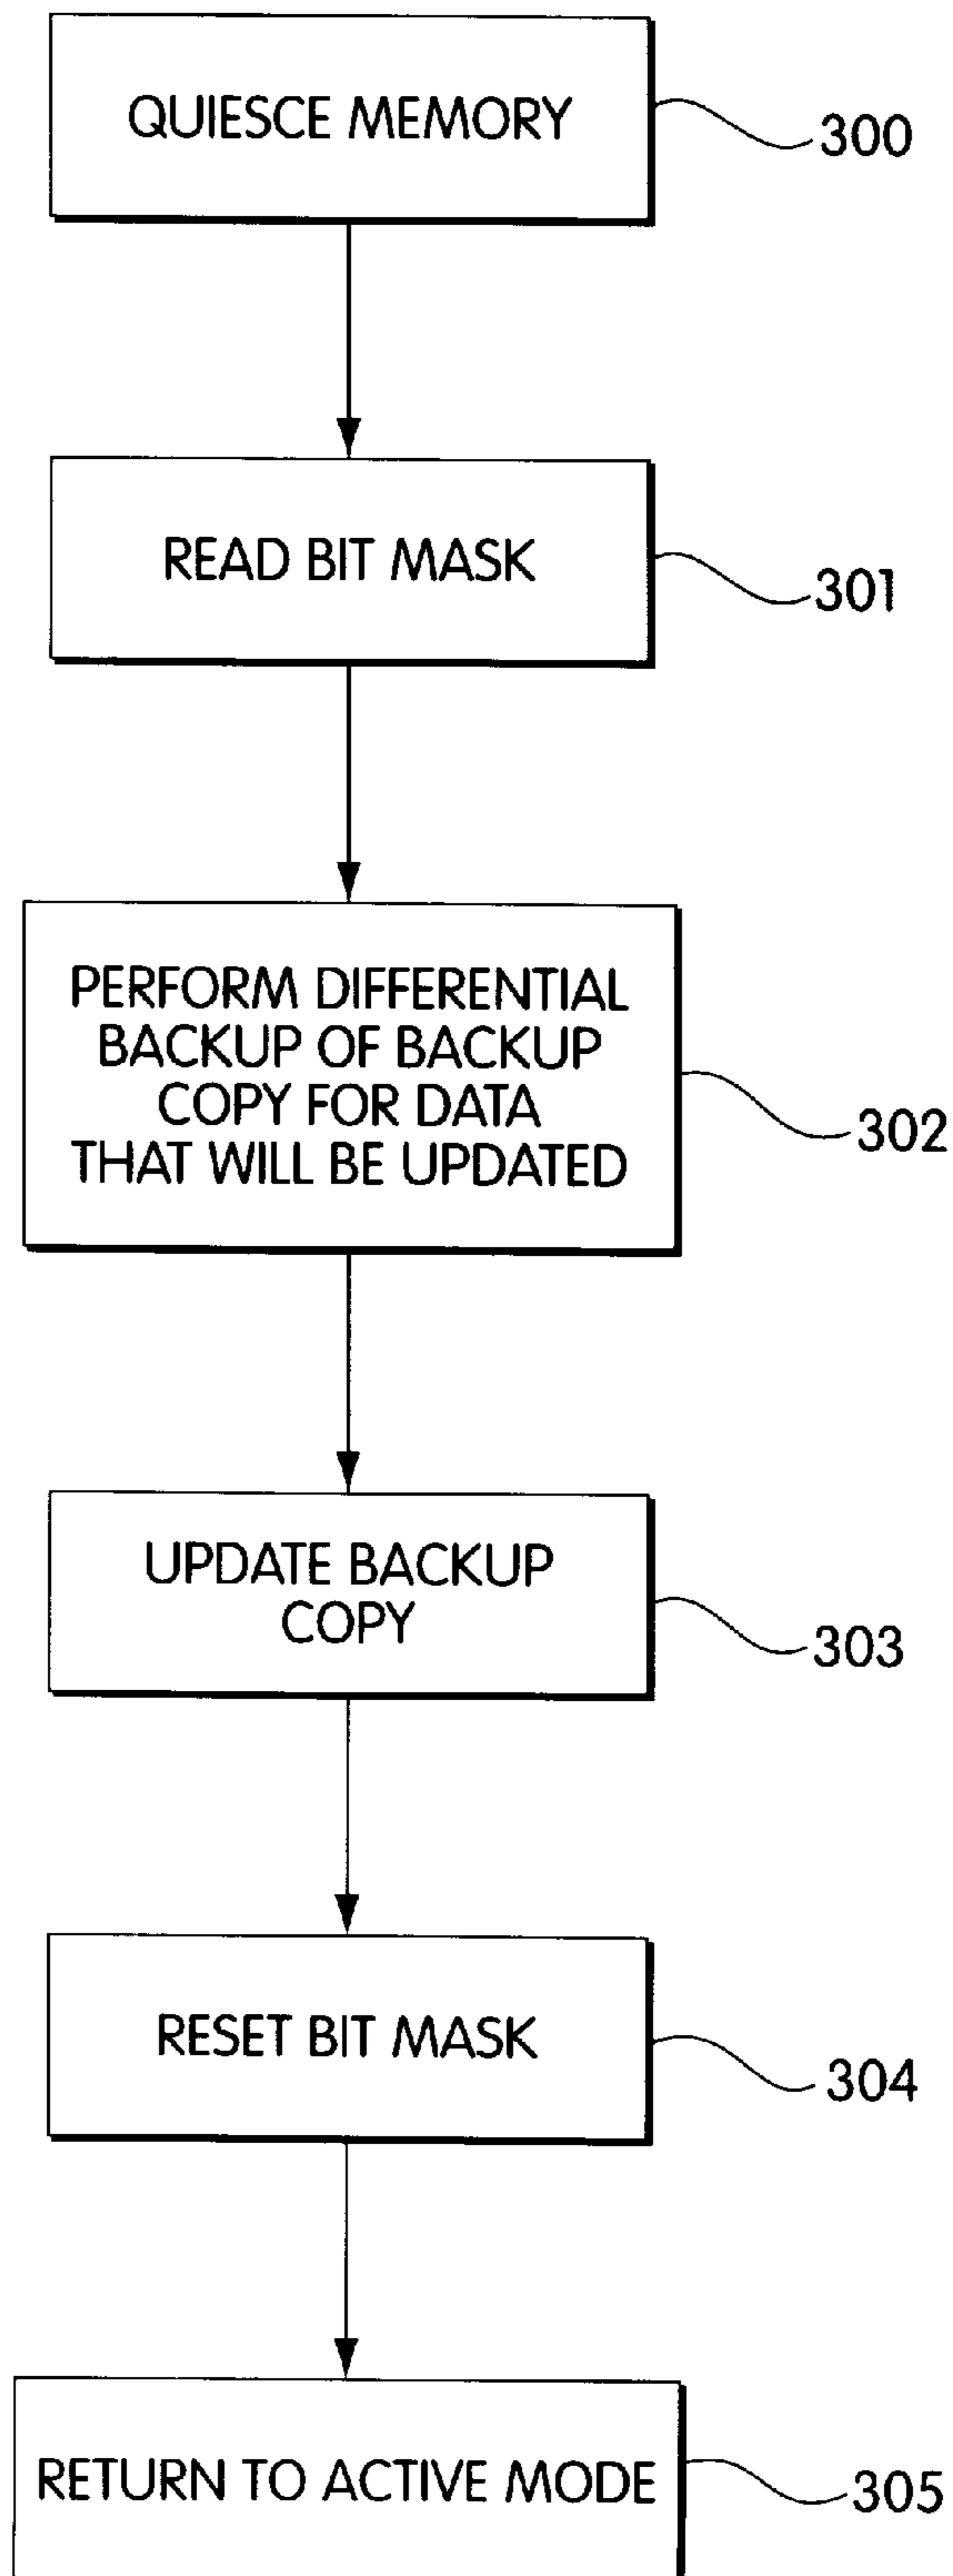 QUIESCE MEMORY
300
READ BIT MASK
301
PERFORM DIFFERENTIAL
BACKUP OF BACKUP
COPY FOR DATA
THAT WILL BE UPDATED
302
UPDATE BACKUP
COPY
303
RESET BIT MASK
304
RETURN TO ACTIVE MODE
305